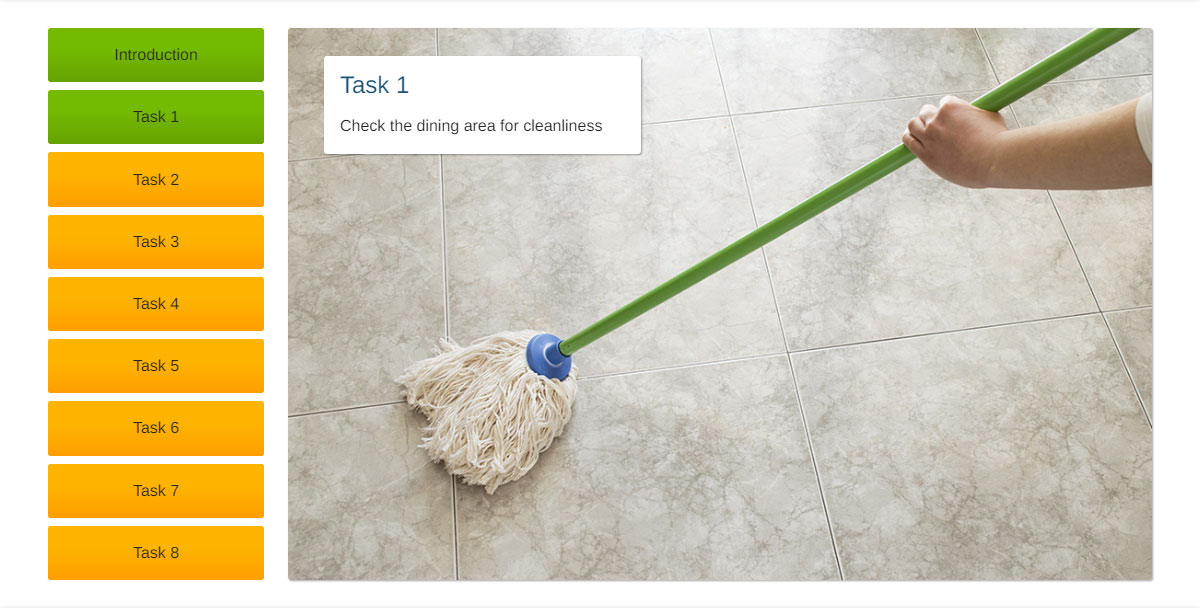 Introduction
Task 1
Task 2
Task 3
Task 4
Task 5
Task 6
Task 7
Task 8
Task 1
Check the dining area for cleanliness